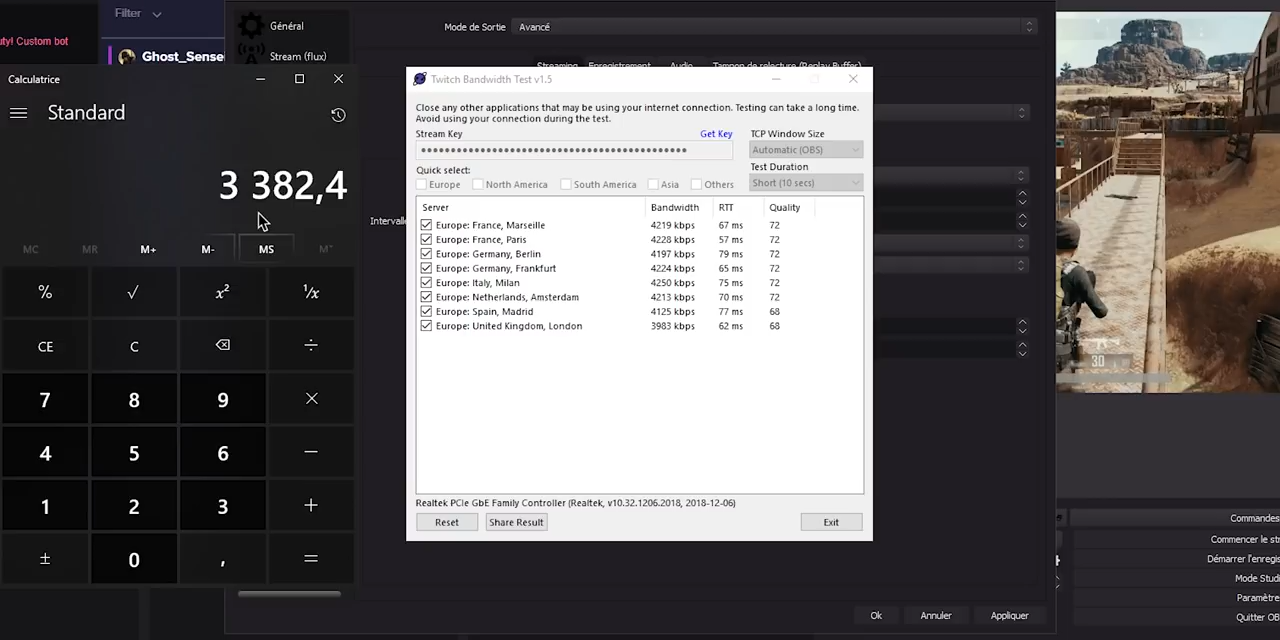 Filter
uty! Custom bot
Ghost_Sense
Général
Stream (flux)
Mode de Sortie
Avancé
Streaming Enregistrement Audio Tampon de relecture (Replay Buffer)
Intervalle
Calculatrice
Standard
3 382,4
MC MR M+ M- MS M˅
% √ x² ¹/x
CE C ÷
7 8 9 ×
4 5 6 −
1 2 3 +
± 0 , =
Twitch Bandwidth Test v1.5
Close any other applications that may be using your internet connection. Testing can take a long time.
Avoid using your connection during the test.
Stream Key Get Key TCP Window Size
Automatic (OBS)
Quick select: Test Duration
Europe North America South America Asia Others Short (10 secs)
Server Bandwidth RTT Quality
Europe: France, Marseille 4219 kbps 67 ms 72
Europe: France, Paris 4228 kbps 57 ms 72
Europe: Germany, Berlin 4197 kbps 79 ms 72
Europe: Germany, Frankfurt 4224 kbps 65 ms 72
Europe: Italy, Milan 4250 kbps 75 ms 72
Europe: Netherlands, Amsterdam 4213 kbps 70 ms 72
Europe: Spain, Madrid 4125 kbps 77 ms 68
Europe: United Kingdom, London 3983 kbps 62 ms 68
Realtek PCIe GbE Family Controller (Realtek, v10.32.1206.2018, 2018-12-06)
Reset Share Result Exit
Ok Annuler Appliquer
30
Commandes
Commencer le str
Démarrer l'enregis
Mode Studi
Paramètre
Quitter OB